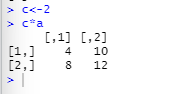 > c<-2
> c*a
     [,1] [,2]
[1,]    4   10
[2,]    8   12
>